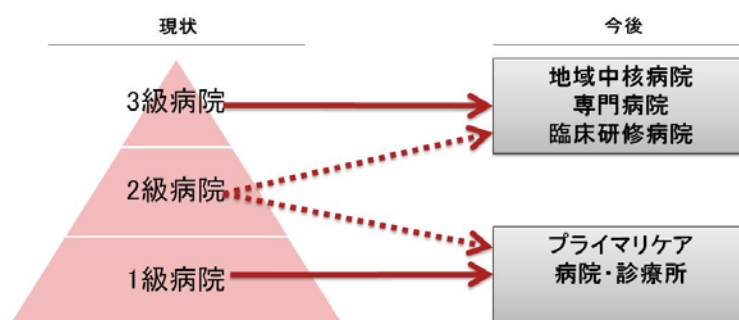 現状
今後
3級病院
2級病院
1級病院
地域中核病院
専門病院
臨床研修病院
プライマリケア
病院・診療所